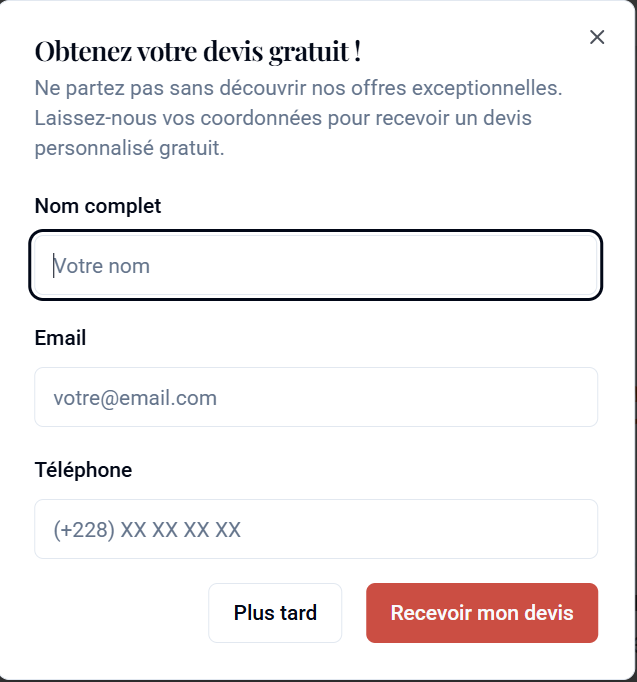 Obtenez votre devis gratuit !
Ne partez pas sans découvrir nos offres exceptionnelles.
Laissez-nous vos coordonnées pour recevoir un devis
personnalisé gratuit.
Nom complet
Votre nom
Email
votre@email.com
Téléphone
(+228) XX XX XX XX
Plus tard
Recevoir mon devis